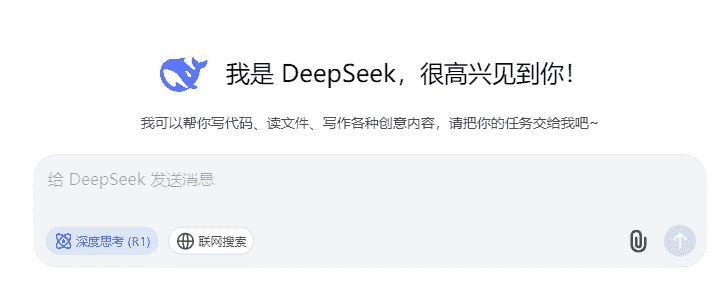 我是 DeepSeek，很高兴见到你！
我可以帮你写代码、读文件、写作各种创意内容，请把你的任务交给我吧~
给 DeepSeek 发送消息
深度思考 (R1) 联网搜索